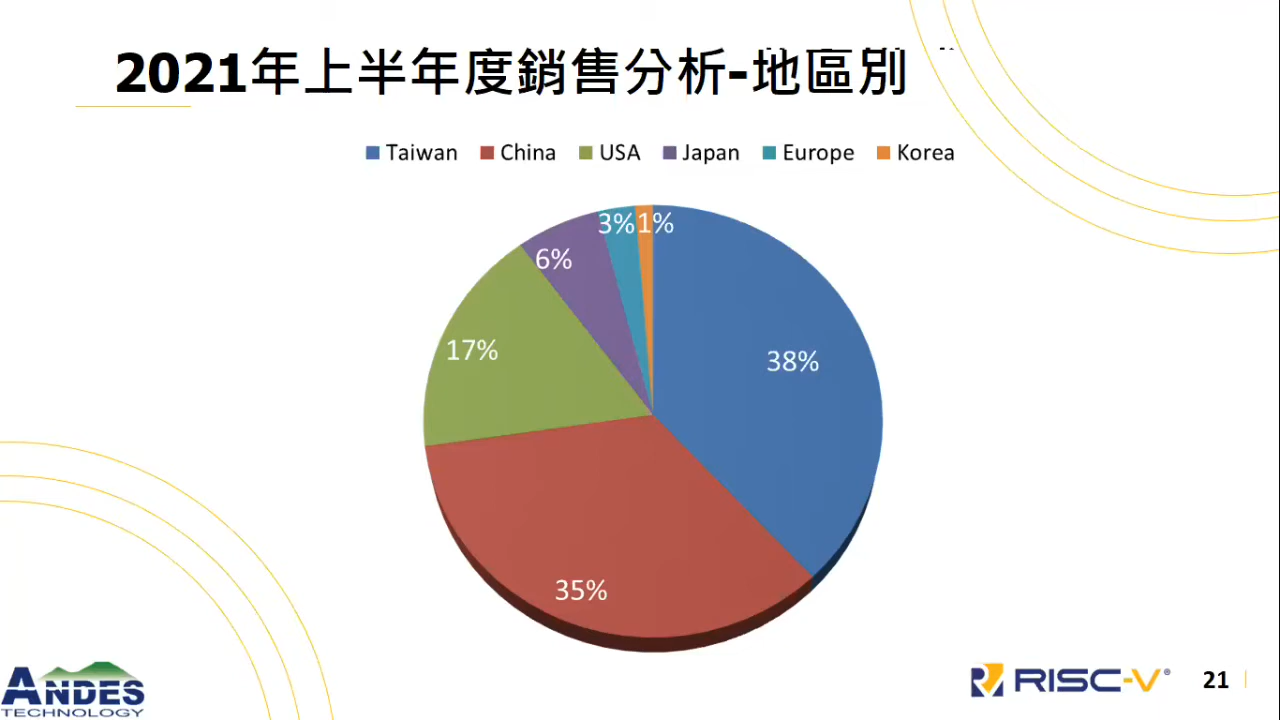 2021年上半年度銷售分析-地區別
Taiwan China USA Japan Europe Korea
3% 1%
6%
17%
38%
35%
ANDES
TECHNOLOGY
RISC-V®
21